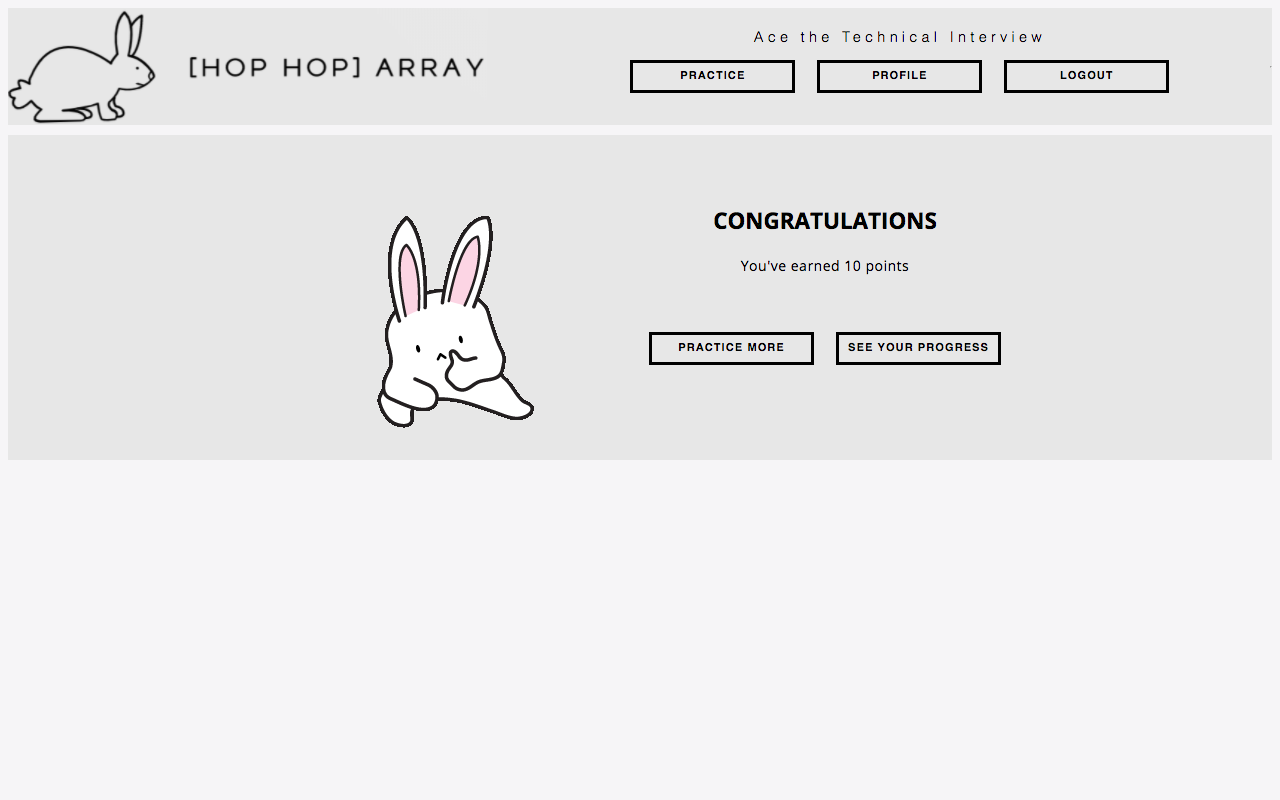 [HOP HOP] ARRAY
Ace the Technical Interview
PRACTICE
PROFILE
LOGOUT
CONGRATULATIONS
You've earned 10 points
PRACTICE MORE
SEE YOUR PROGRESS